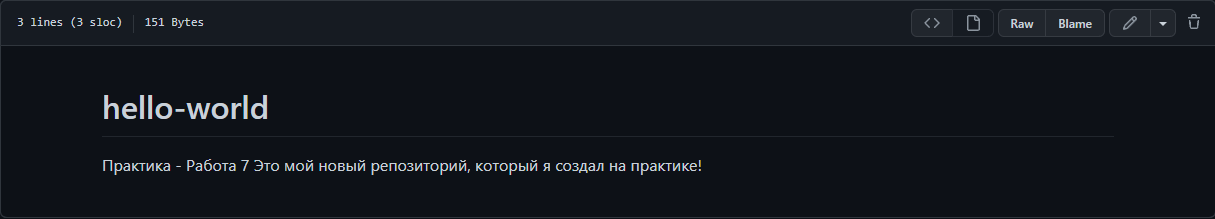 3 lines (3 sloc) 151 Bytes Raw Blame
hello-world
Практика - Работа 7 Это мой новый репозиторий, который я создал на практике!